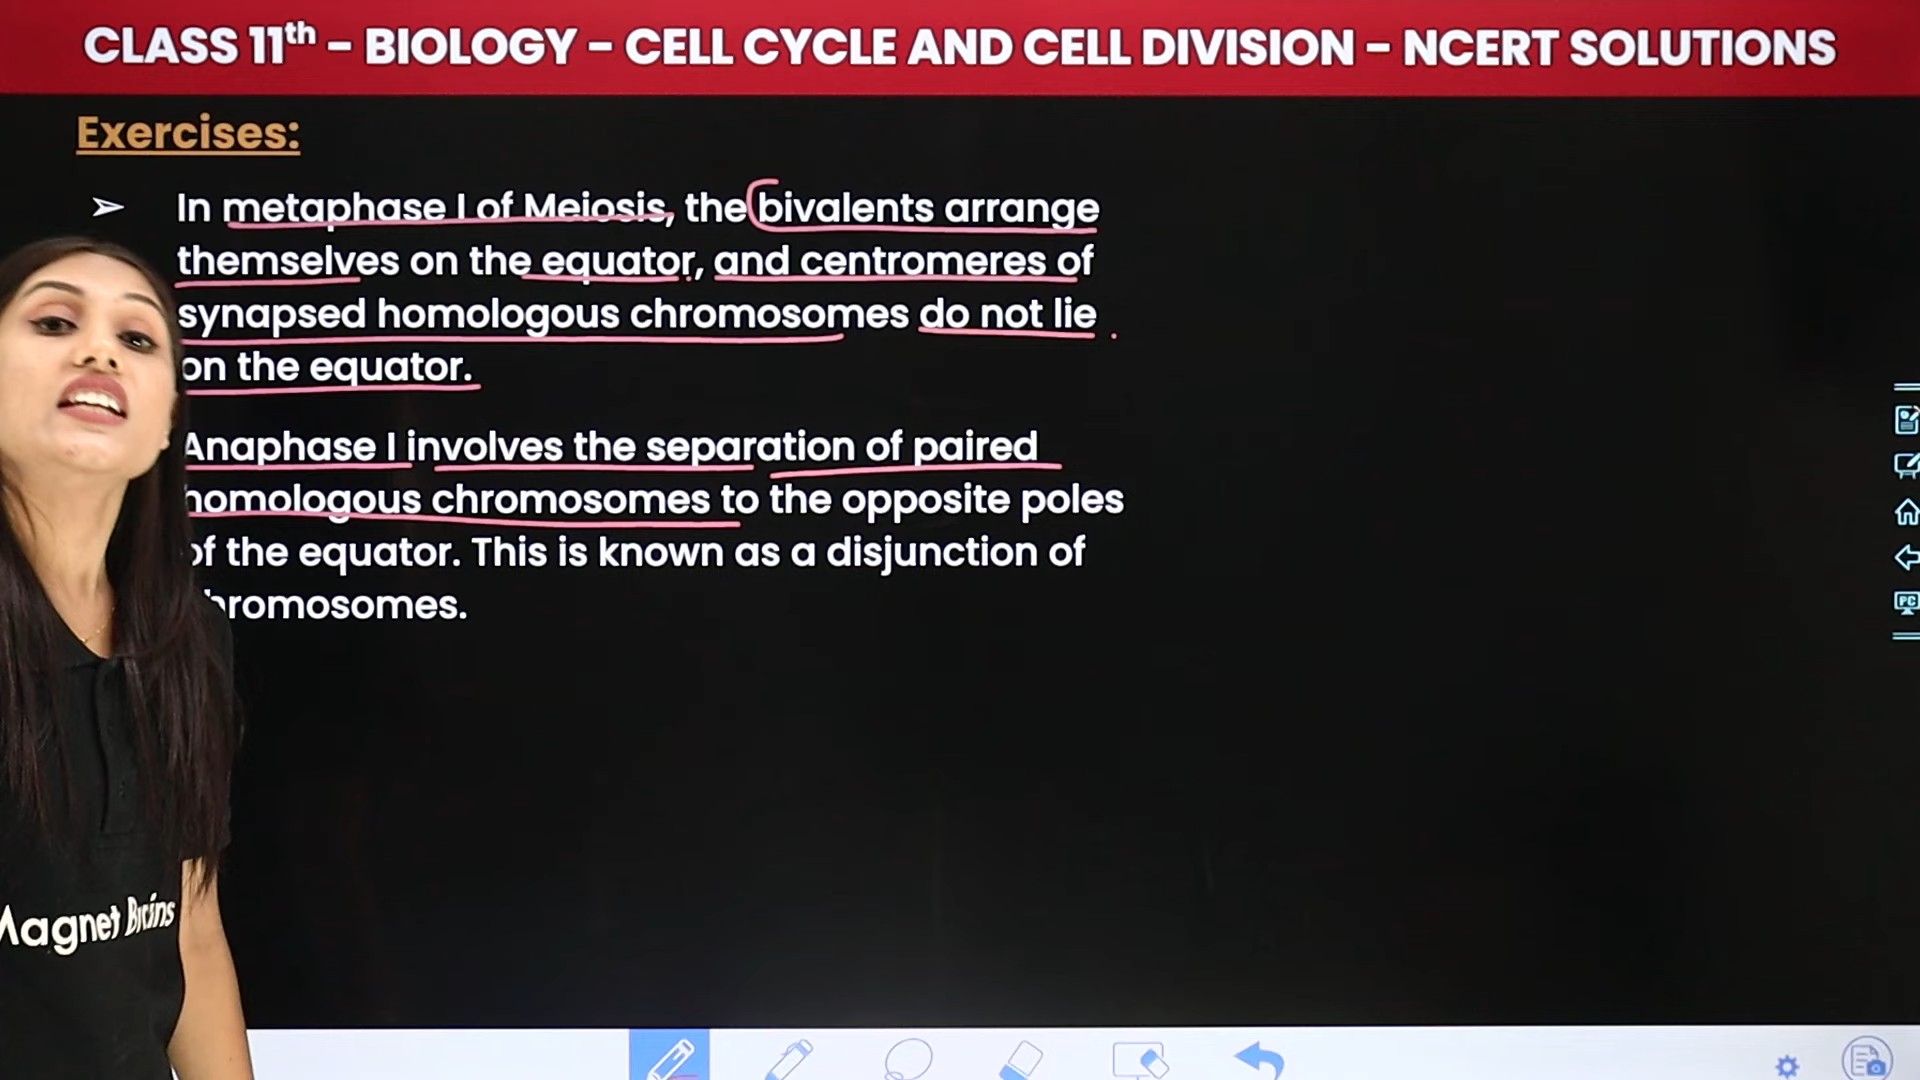 CLASS 11th – BIOLOGY – CELL CYCLE AND CELL DIVISION – NCERT SOLUTIONS
Exercises:
➢ In metaphase I of Meiosis, the bivalents arrange
themselves on the equator, and centromeres of
synapsed homologous chromosomes do not lie
on the equator.
Anaphase I involves the separation of paired
homologous chromosomes to the opposite poles
of the equator. This is known as a disjunction of
chromosomes.
Magnet Brains
PC